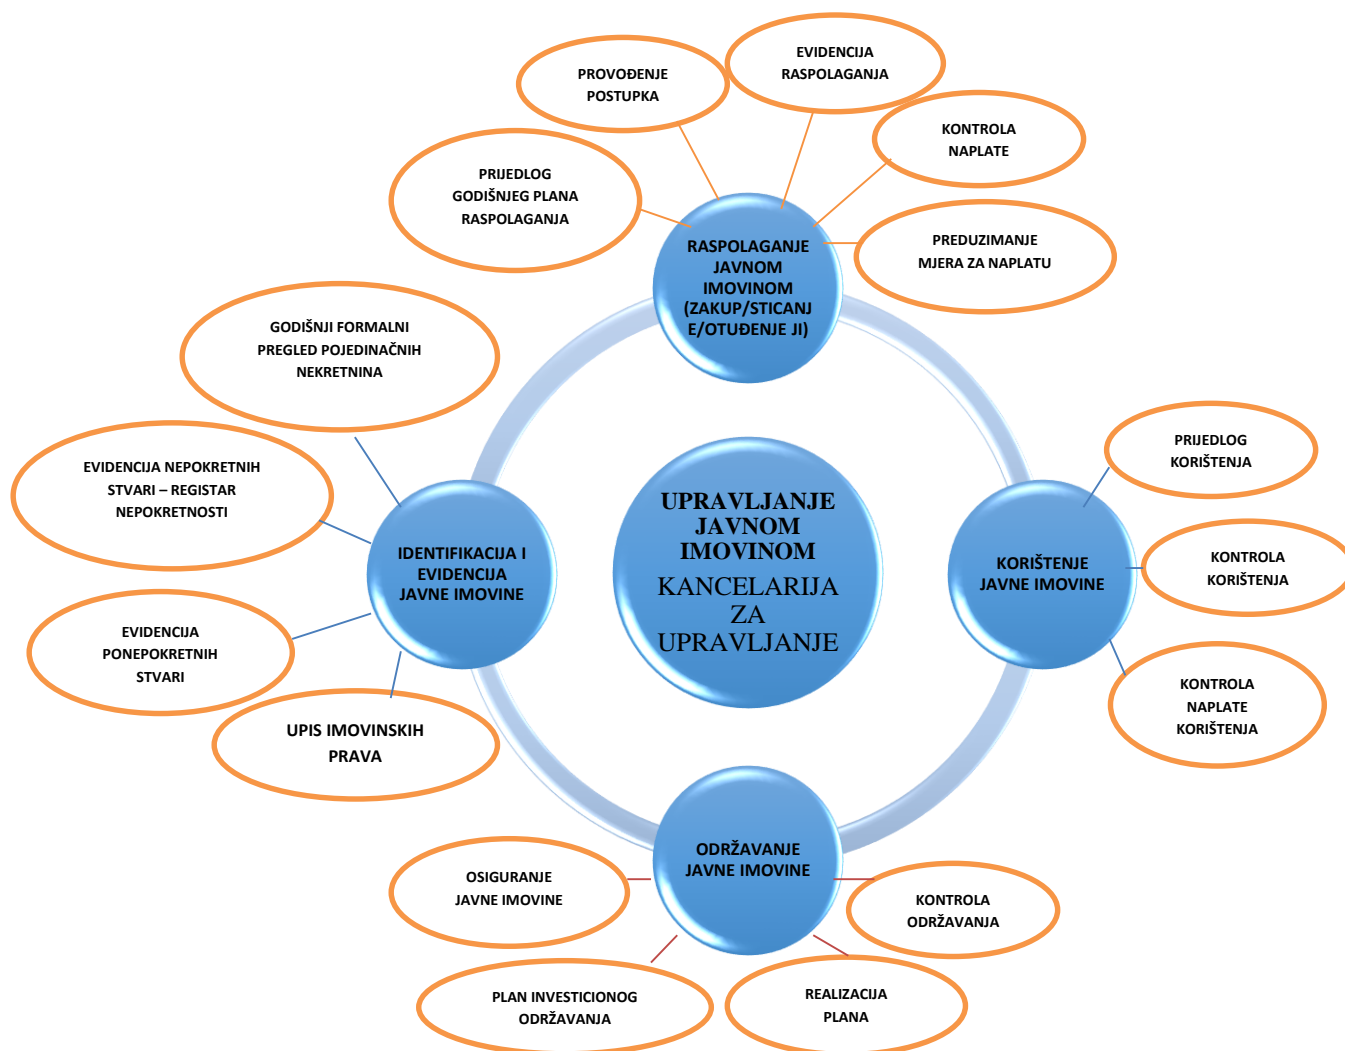 EVIDENCIJA
RASPOLAGANJA
PROVOĐENJE
POSTUPKA
KONTROLA
NAPLATE
PRIJEDLOG
GODIŠNJEG PLANA
RASPOLAGANJA
PREDUZIMANJE
MJERA ZA NAPLATU
RASPOLAGANJE
JAVNOM
IMOVINOM
(ZAKUP/STICANJ
E/OTUĐENJE JI)
GODIŠNJI FORMALNI
PREGLED POJEDINAČNIH
NEKRETNINA
EVIDENCIJA NEPOKRETNIH
STVARI – REGISTAR
NEPOKRETNOSTI
IDENTIFIKACIJA I
EVIDENCIJA
JAVNE IMOVINE
EVIDENCIJA
PONEPOKRETNIH
STVARI
UPIS IMOVINSKIH
PRAVA
UPRAVLJANJE
JAVNOM
IMOVINOM
KANCELARIJA
ZA
UPRAVLJANJE
PRIJEDLOG
KORIŠTENJA
KORIŠTENJE
JAVNE IMOVINE
KONTROLA
KORIŠTENJA
KONTROLA
NAPLATE
KORIŠTENJA
ODRŽAVANJE
JAVNE IMOVINE
OSIGURANJE
JAVNE IMOVINE
KONTROLA
ODRŽAVANJA
PLAN INVESTICIONOG
ODRŽAVANJA
REALIZACIJA
PLANA